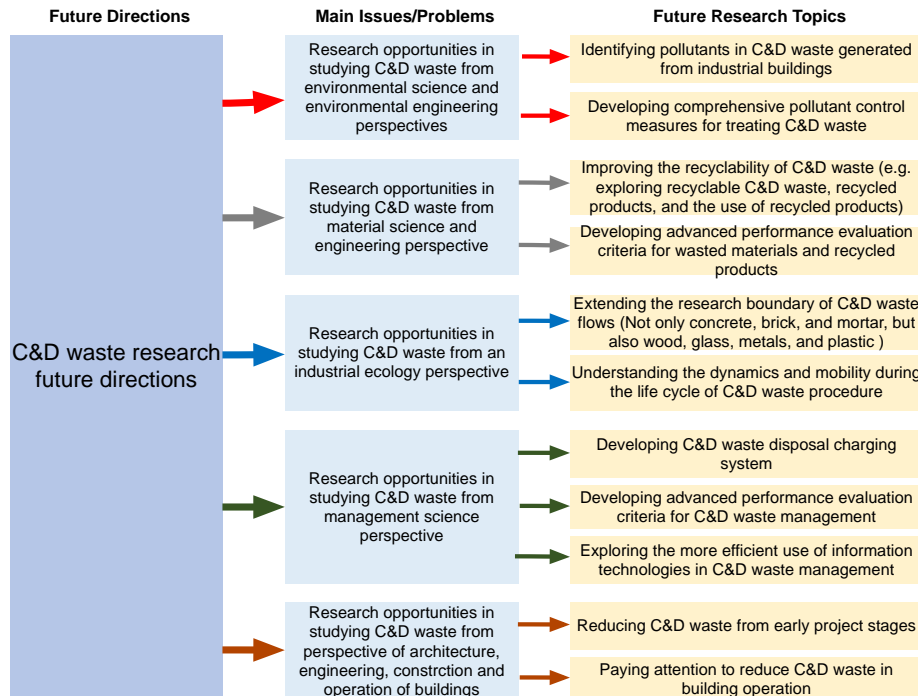 Future Directions
Main Issues/Problems
Future Research Topics
C&D waste research
future directions
Research opportunities in
studying C&D waste from
environmental science and
environmental engineering
perspectives
Identifying pollutants in C&D waste generated
from industrial buildings
Developing comprehensive pollutant control
measures for treating C&D waste
Research opportunities in
studying C&D waste from
material science and
engineering perspective
Improving the recyclability of C&D waste (e.g.
exploring recyclable C&D waste, recycled
products, and the use of recycled products)
Developing advanced performance evaluation
criteria for wasted materials and recycled
products
Research opportunities in
studying C&D waste from an
industrial ecology perspective
Extending the research boundary of C&D waste
flows (Not only concrete, brick, and mortar, but
also wood, glass, metals, and plastic )
Understanding the dynamics and mobility during
the life cycle of C&D waste procedure
Research opportunities in
studying C&D waste from
management science
perspective
Developing C&D waste disposal charging
system
Developing advanced performance evaluation
criteria for C&D waste management
Exploring the more efficient use of information
technologies in C&D waste management
Research opportunities in
studying C&D waste from
perspective of architecture,
engineering, constrction and
operation of buildings
Reducing C&D waste from early project stages
Paying attention to reduce C&D waste in
building operation